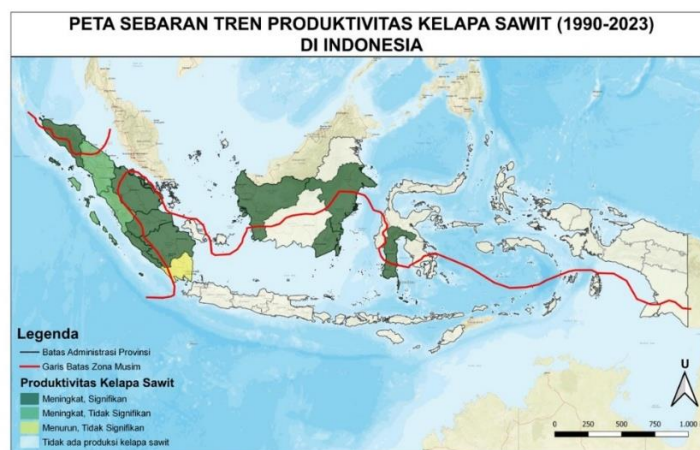 PETA SEBARAN TREN PRODUKTIVITAS KELAPA SAWIT (1990-2023)
DI INDONESIA
Legenda
Batas Administrasi Provinsi
Garis Batas Zona Musim
Produktivitas Kelapa Sawit
Meningkat, Signifikan
Meningkat, Tidak Signifikan
Menurun, Tidak Signifikan
Tidak ada produksi kelapa sawit
U
0 250 500 750 1.000